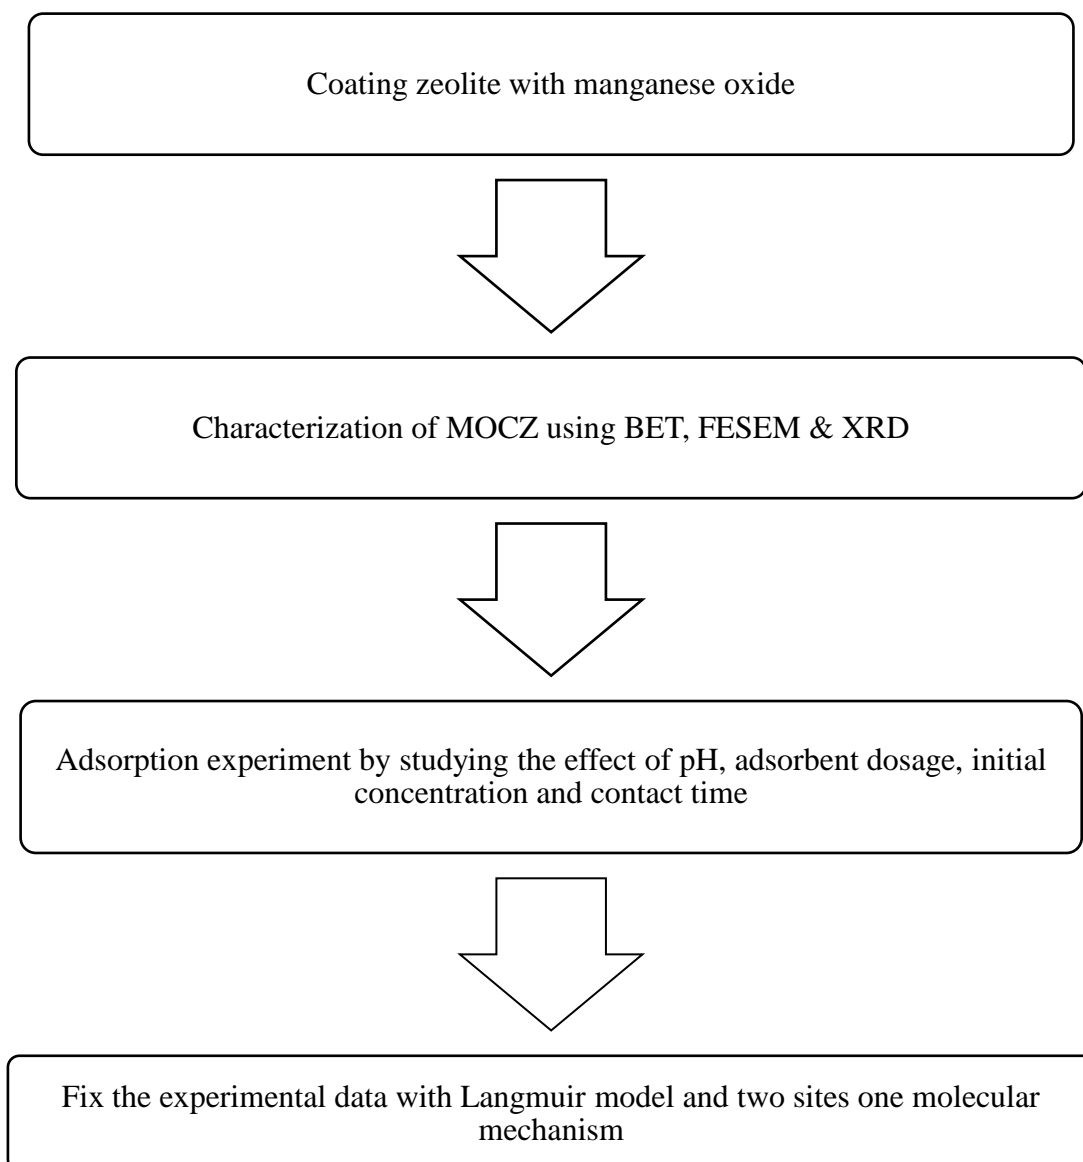 Coating zeolite with manganese oxide
Characterization of MOCZ using BET, FESEM & XRD
Adsorption experiment by studying the effect of pH, adsorbent dosage, initial
concentration and contact time
Fix the experimental data with Langmuir model and two sites one molecular
mechanism